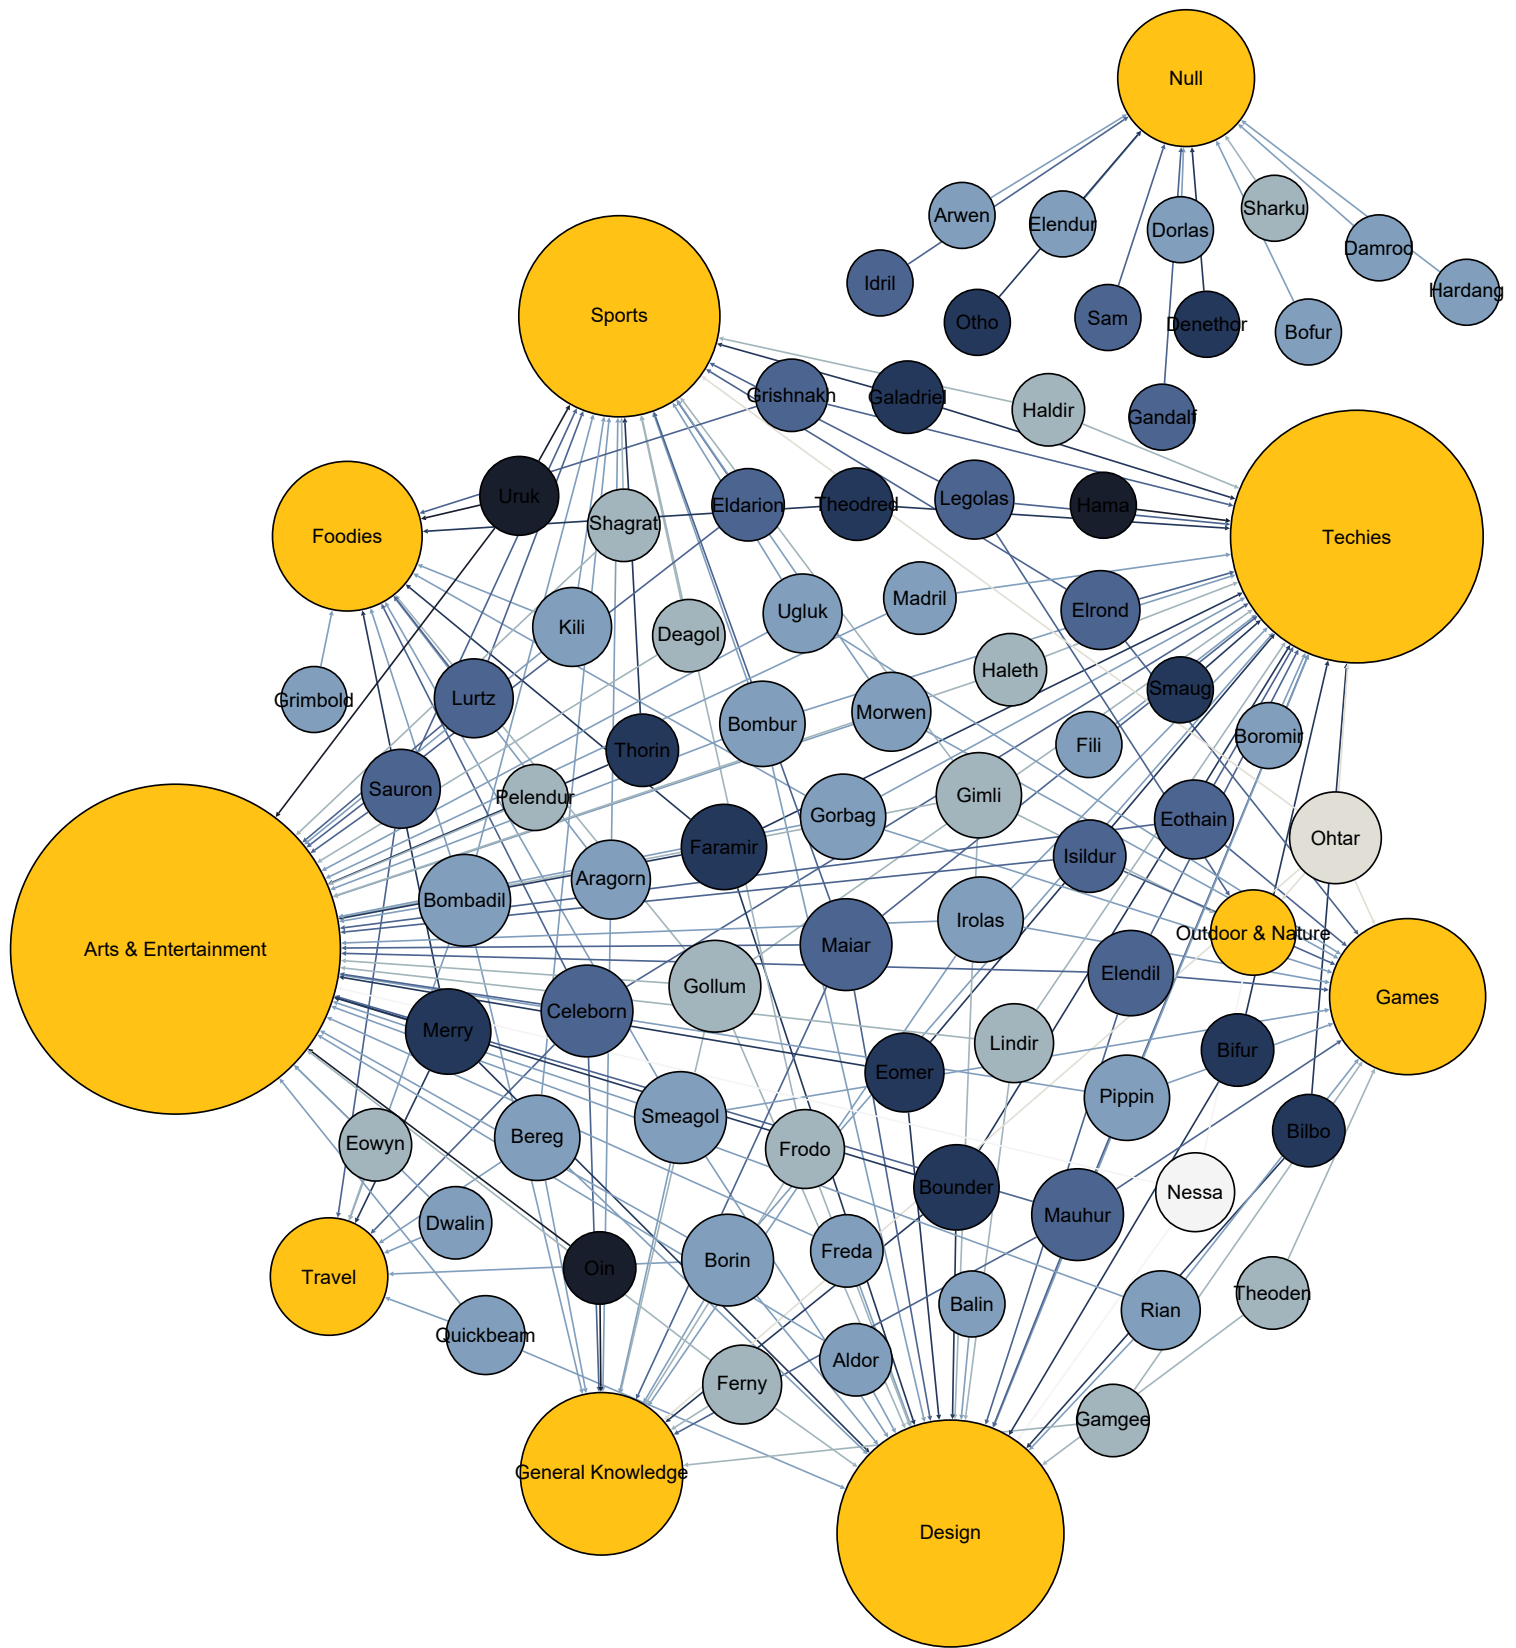 Null
Arwen
Elendur
Dorlas
Sharku
Damrod
Idril
Otho
Sam
Denethor
Bofur
Hardang
Sports
Grishnakh
Galadriel
Haldir
Gandalf
Foodies
Uruk
Shagrat
Eldarion
Theodred
Legolas
Hama
Techies
Kili
Deagol
Ugluk
Madril
Elrond
Grimbold
Lurtz
Haleth
Smaug
Thorin
Bombur
Morwen
Fili
Boromir
Sauron
Pelendur
Faramir
Gorbag
Gimli
Isildur
Eothain
Ohtar
Bombadil
Aragorn
Arts & Entertainment
Maiar
Irolas
Outdoor & Nature
Gollum
Elendil
Games
Merry
Celeborn
Eomer
Lindir
Bifur
Pippin
Eowyn
Bereg
Smeagol
Frodo
Bounder
Bilbo
Nessa
Mauhur
Dwalin
Travel
Oin
Borin
Freda
Balin
Rian
Theoden
Quickbeam
Ferny
Aldor
Gamgee
General Knowledge
Design